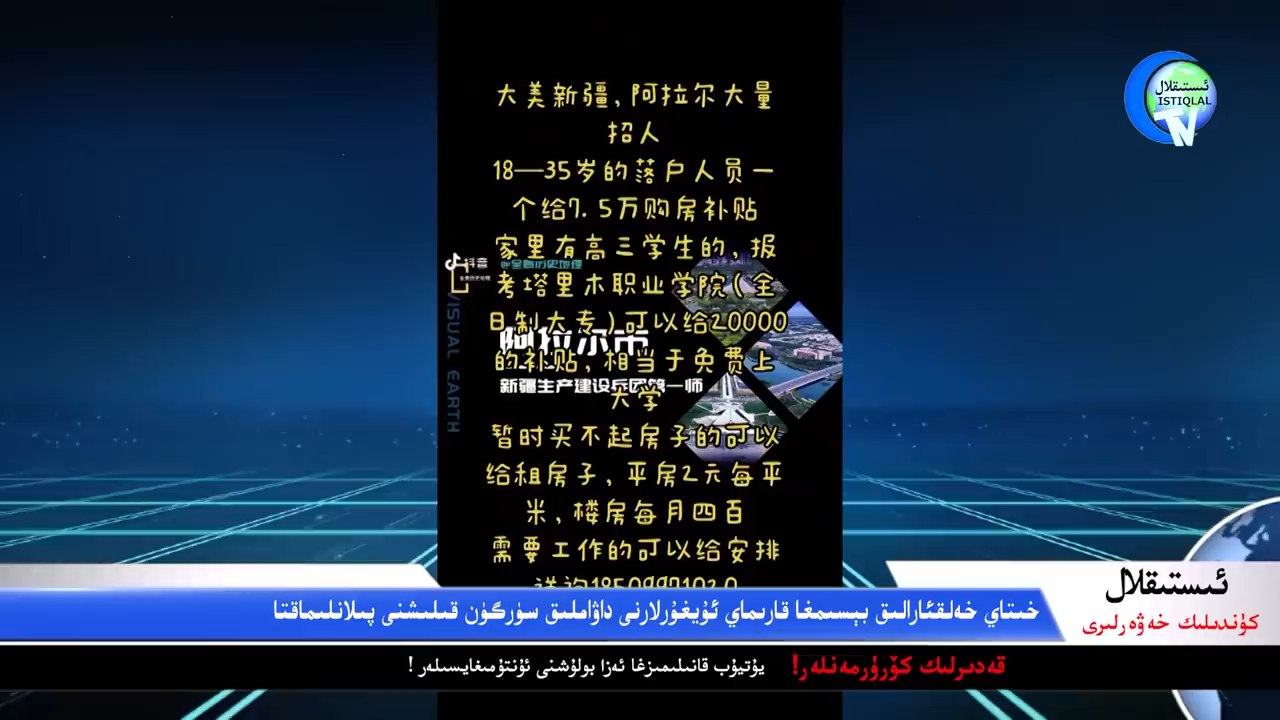 大美新疆,阿拉尔大量
招人
18—35岁的落户人员一
个给7.5万购房补贴
家里有高三学生的,报
考塔里木职业学院(全
日制大专)可以给20000
的补贴,相当于免费上
大学
暂时买不起房子的可以
给租房子,平房2元每平
米,楼房每月四百
需要工作的可以给安排
抖音
阿拉尔市
新疆生产建设兵团第一师
VISUAL EARTH
ئىستىقلال
ISTIQLAL
TV
ئىستىقلال
كۈندىلىك خەۋەرلىرى
خىتاي خەلقئارالىق بېسىمغا قارىماي ئۇيغۇرلارنى داۋاملىق سۈرگۈن قىلىشنى پىلانلىماقتا
قەدىرلىك كۆرۈرمەنلەر! يۇتيۇب قانىلىمىزغا ئەزا بولۇشنى ئۇنتۇمىغايسىلەر !